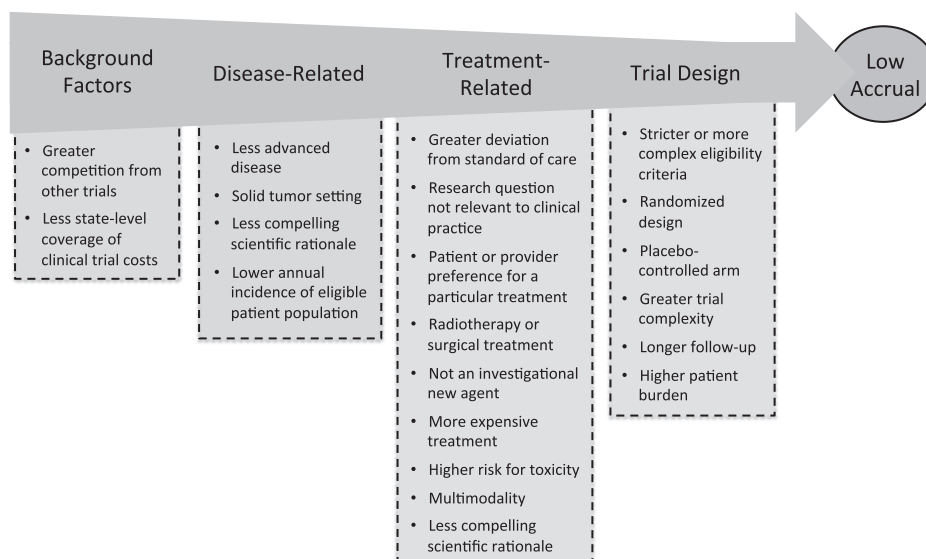 Background
Factors
Disease-Related
Treatment-
Related
Trial Design
Low
Accrual
• Greater
competition from
other trials
• Less state-level
coverage of
clinical trial costs
• Less advanced
disease
• Solid tumor setting
• Less compelling
scientific rationale
• Lower annual
incidence of eligible
patient population
• Greater deviation
from standard of care
• Research question
not relevant to clinical
practice
• Patient or provider
preference for a
particular treatment
• Radiotherapy or
surgical treatment
• Not an investigational
new agent
• More expensive
treatment
• Higher risk for toxicity
• Multimodality
• Less compelling
scientific rationale
• Stricter or more
complex eligibility
criteria
• Randomized
design
• Placebo-
controlled arm
• Greater trial
complexity
• Longer follow-up
• Higher patient
burden